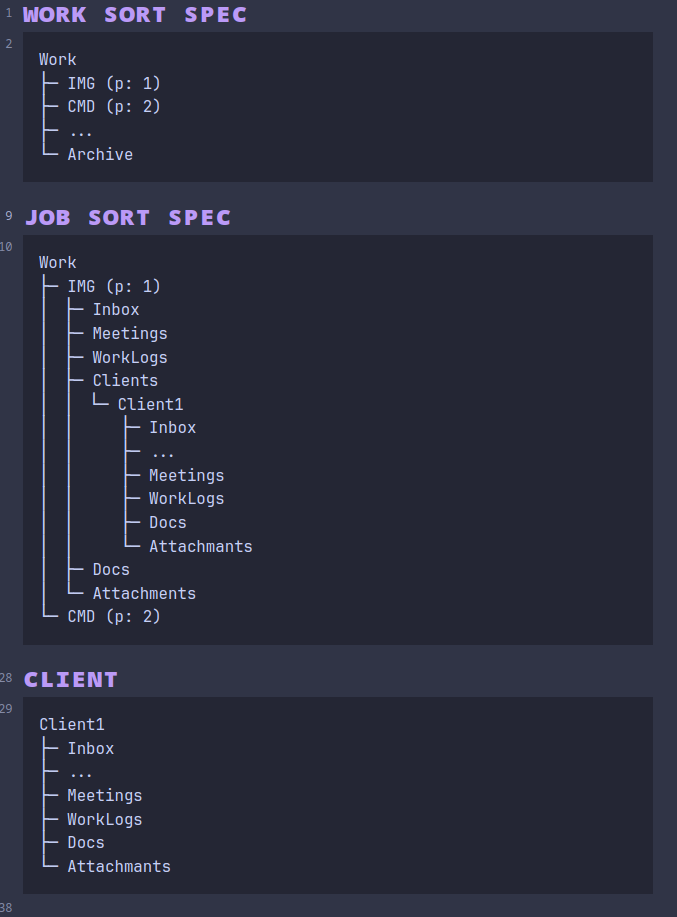 1 WORK SORT SPEC
2
Work
├─ IMG (p: 1)
├─ CMD (p: 2)
├─ ...
└─ Archive
9 JOB SORT SPEC
10
Work
├─ IMG (p: 1)
│  ├─ Inbox
│  ├─ Meetings
│  ├─ WorkLogs
│  ├─ Clients
│  │  └─ Client1
│  │     ├─ Inbox
│  │     ├─ ...
│  │     ├─ Meetings
│  │     ├─ WorkLogs
│  │     ├─ Docs
│  │     └─ Attachmants
│  ├─ Docs
│  └─ Attachments
└─ CMD (p: 2)
28 CLIENT
29
Client1
├─ Inbox
├─ ...
├─ Meetings
├─ WorkLogs
├─ Docs
└─ Attachmants
38